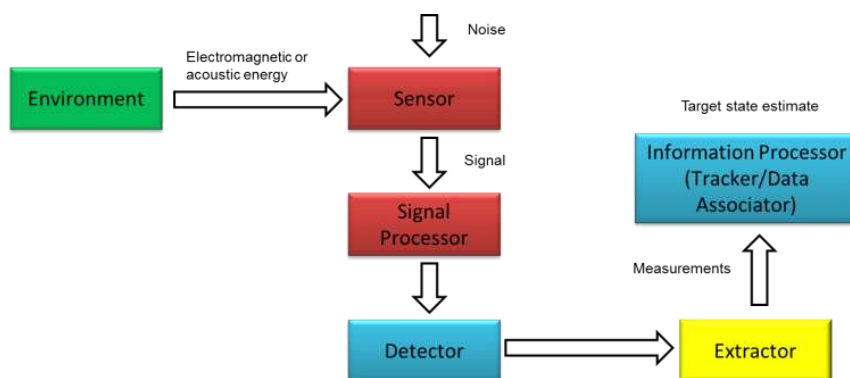 Noise
Electromagnetic or
acoustic energy
Environment
Sensor
Target state estimate
Signal
Information Processor
(Tracker/Data
Associator)
Signal
Processor
Measurements
Detector
Extractor